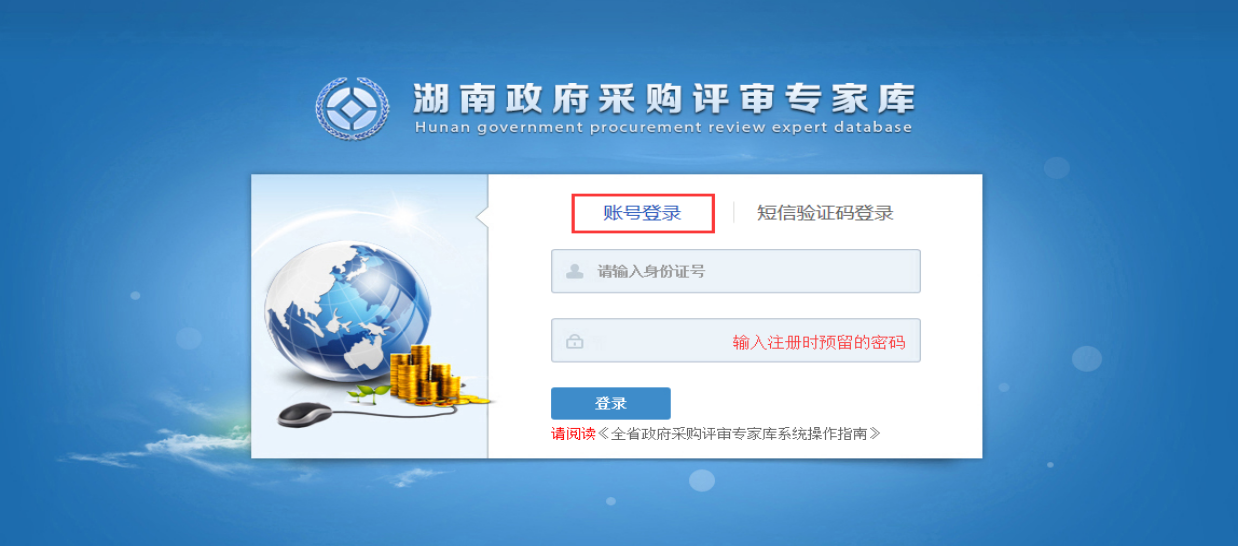 湖南政府采购评审专家库
Hunan government procurement review expert database
账号登录
短信验证码登录
请输入身份证号
输入注册时预留的密码
登录
请阅读《全省政府采购评审专家库系统操作指南》